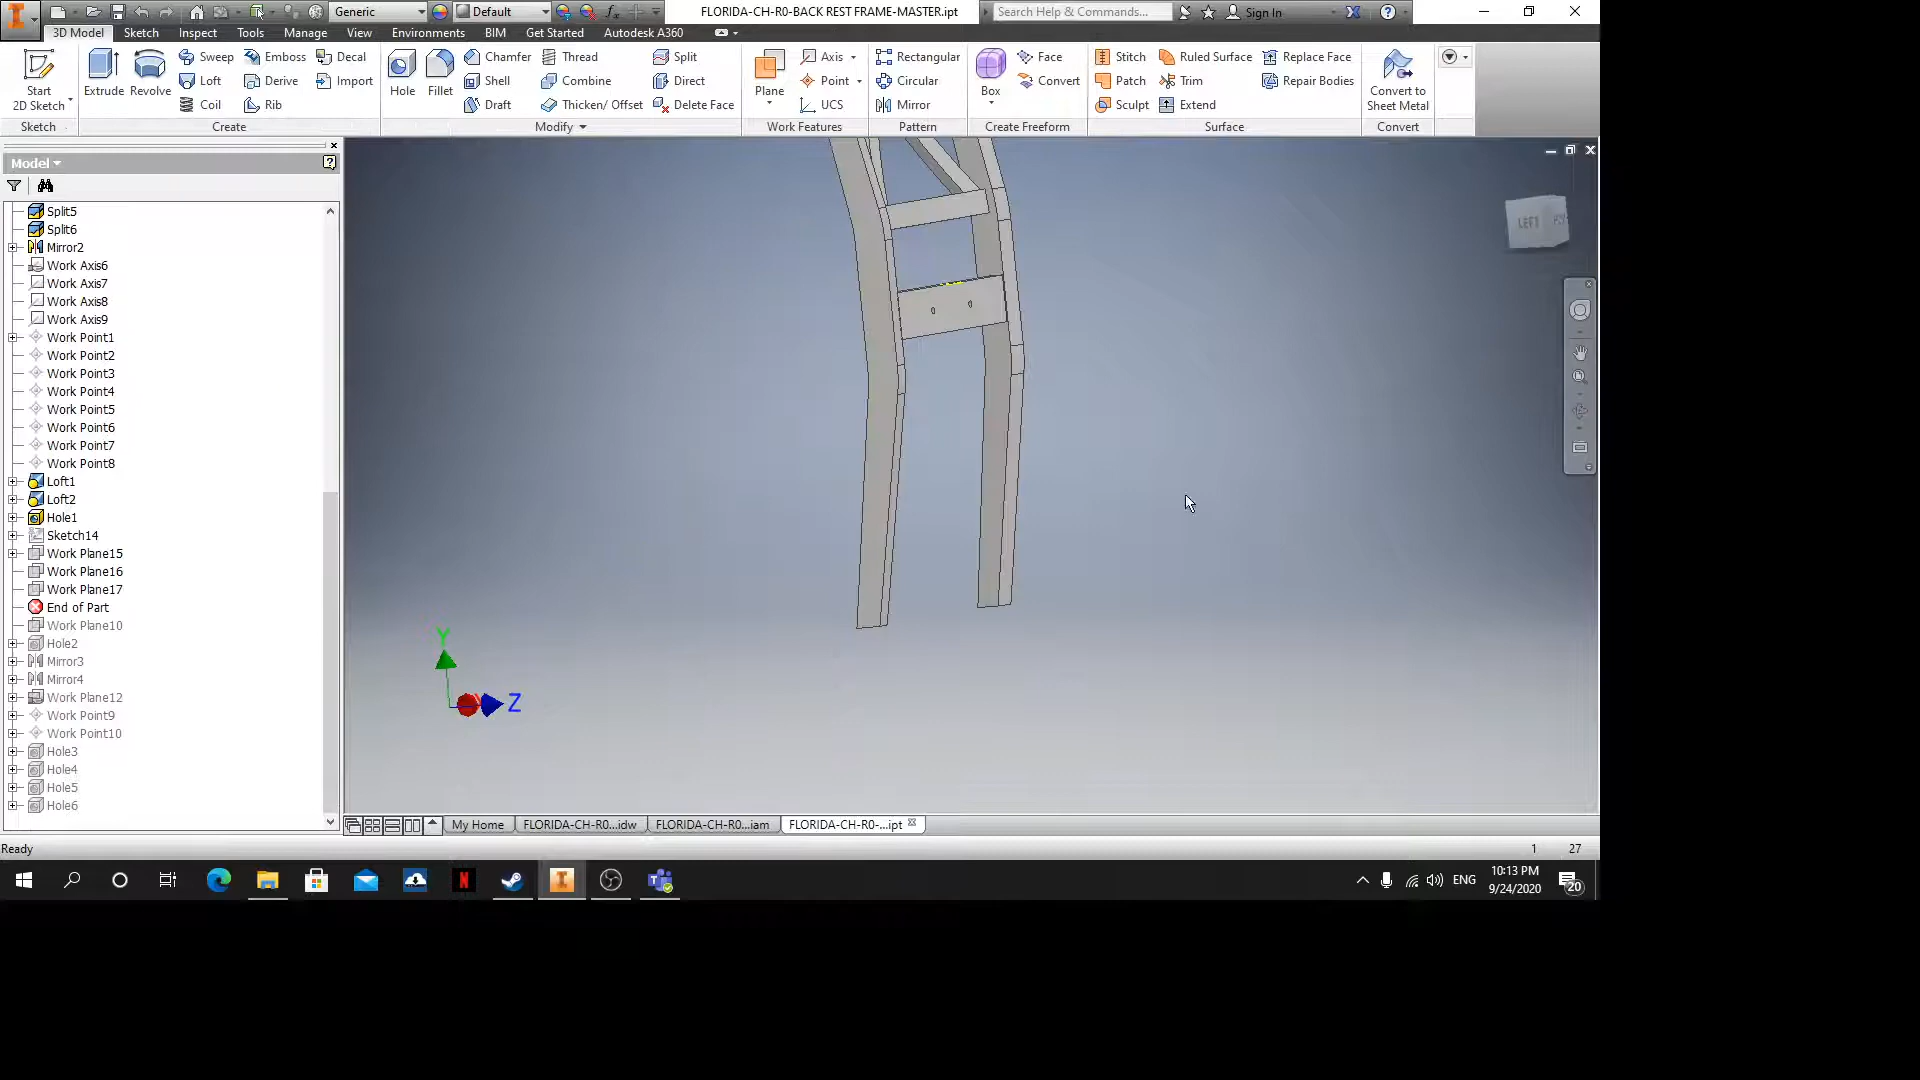 Generic
Default
FLORIDA-CH-R0-BACK REST FRAME-MASTER.ipt
Search Help & Commands...
Sign In
3D Model
Sketch
Inspect
Tools
Manage
View
Environments
BIM
Get Started
Autodesk A360
Start
2D Sketch
Extrude
Revolve
Sweep
Loft
Coil
Emboss
Derive
Rib
Decal
Import
Hole
Fillet
Chamfer
Shell
Draft
Thread
Combine
Thicken/ Offset
Split
Direct
Delete Face
Plane
Axis
Point
UCS
Rectangular
Circular
Mirror
Box
Face
Convert
Stitch
Patch
Sculpt
Ruled Surface
Trim
Extend
Replace Face
Repair Bodies
Convert to
Sheet Metal
Sketch
Create
Modify
Work Features
Pattern
Create Freeform
Surface
Convert
Model
Split5
Split6
Mirror2
Work Axis6
Work Axis7
Work Axis8
Work Axis9
Work Point1
Work Point2
Work Point3
Work Point4
Work Point5
Work Point6
Work Point7
Work Point8
Loft1
Loft2
Hole1
Sketch14
Work Plane15
Work Plane16
Work Plane17
End of Part
Work Plane10
Hole2
Mirror3
Mirror4
Work Plane12
Work Point9
Work Point10
Hole3
Hole4
Hole5
Hole6
LEFT
Y
Z
My Home
FLORIDA-CH-R0...idw
FLORIDA-CH-R0...iam
FLORIDA-CH-R0-...ipt
Ready
1
27
ENG
10:13 PM
9/24/2020
20